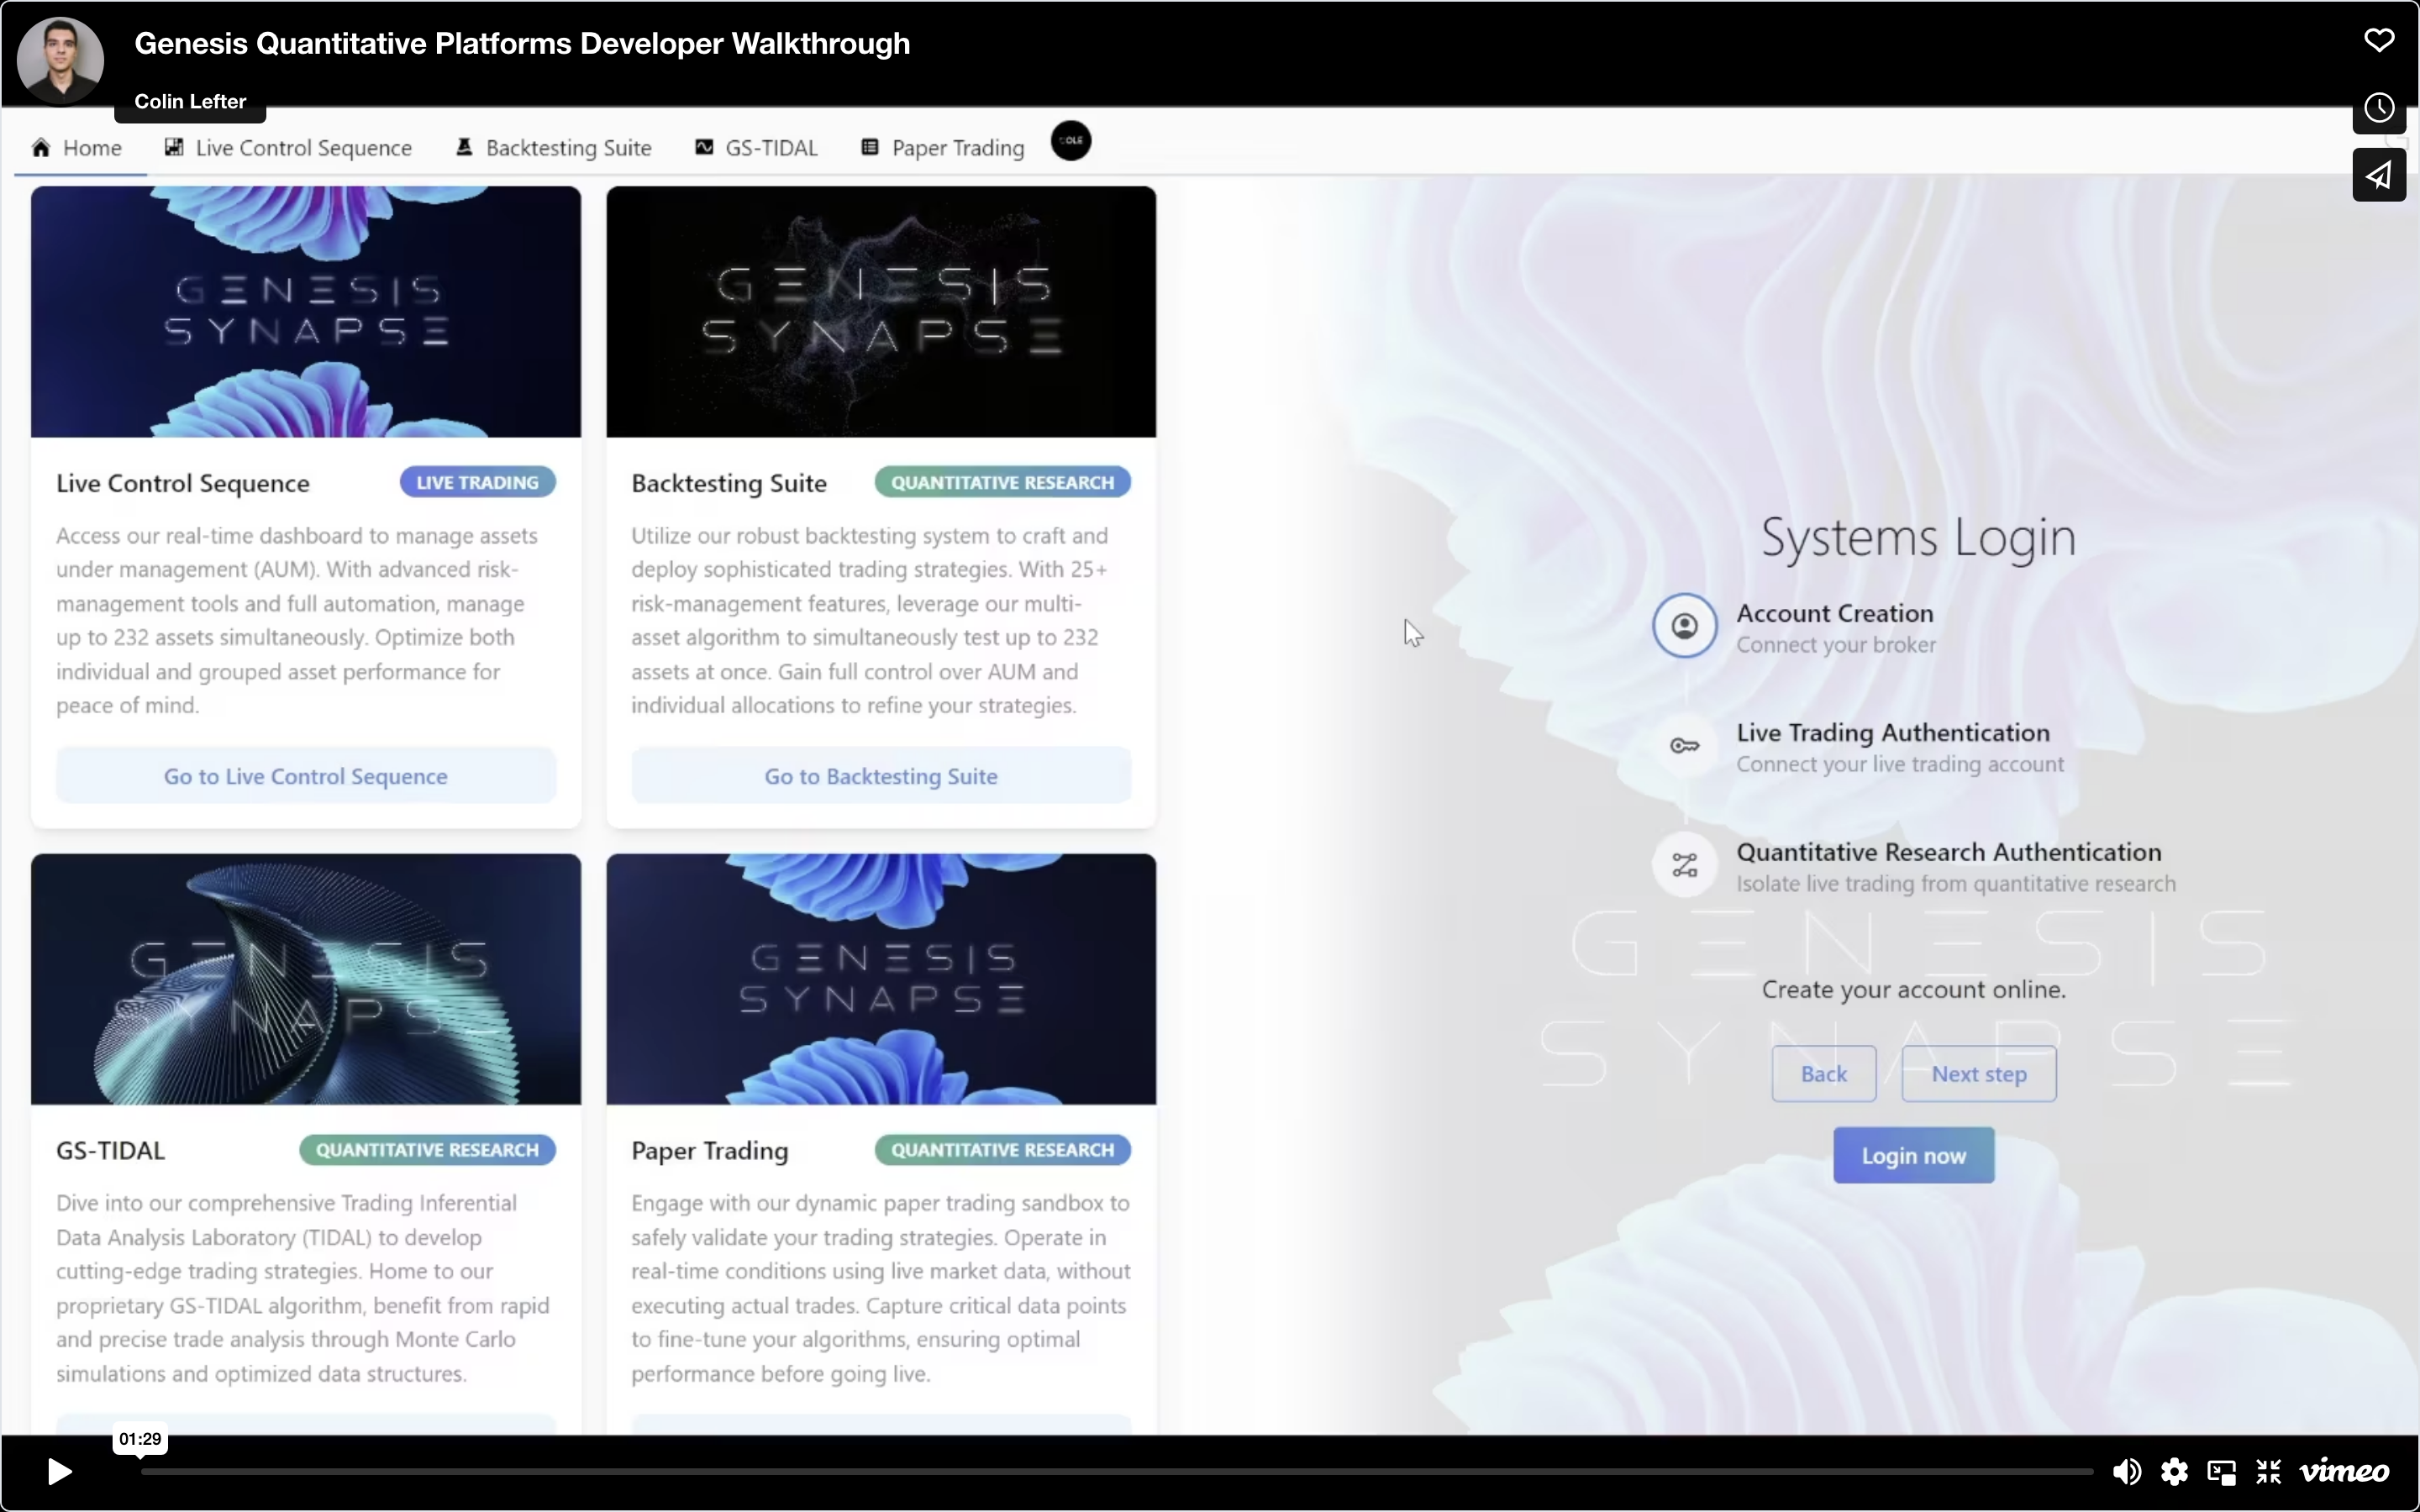 Genesis Quantitative Platforms Developer Walkthrough
Colin Lefter
Home
Live Control Sequence
Backtesting Suite
GS-TIDAL
Paper Trading
GENESIS
SYNAPSE
Live Control Sequence
LIVE TRADING
Access our real-time dashboard to manage assets
under management (AUM). With advanced risk-
management tools and full automation, manage
up to 232 assets simultaneously. Optimize both
individual and grouped asset performance for
peace of mind.
Go to Live Control Sequence
GENESIS
SYNAPSE
Backtesting Suite
QUANTITATIVE RESEARCH
Utilize our robust backtesting system to craft and
deploy sophisticated trading strategies. With 25+
risk-management features, leverage our multi-
asset algorithm to simultaneously test up to 232
assets at once. Gain full control over AUM and
individual allocations to refine your strategies.
Go to Backtesting Suite
GENESIS
SYNAPSE
GS-TIDAL
QUANTITATIVE RESEARCH
Dive into our comprehensive Trading Inferential
Data Analysis Laboratory (TIDAL) to develop
cutting-edge trading strategies. Home to our
proprietary GS-TIDAL algorithm, benefit from rapid
and precise trade analysis through Monte Carlo
simulations and optimized data structures.
GENESIS
SYNAPSE
Paper Trading
QUANTITATIVE RESEARCH
Engage with our dynamic paper trading sandbox to
safely validate your trading strategies. Operate in
real-time conditions using live market data, without
executing actual trades. Capture critical data points
to fine-tune your algorithms, ensuring optimal
performance before going live.
Systems Login
Account Creation
Connect your broker
Live Trading Authentication
Connect your live trading account
Quantitative Research Authentication
Isolate live trading from quantitative research
GENESIS
Create your account online.
SYNAPSE
Back
Next step
Login now
01:29
vimeo